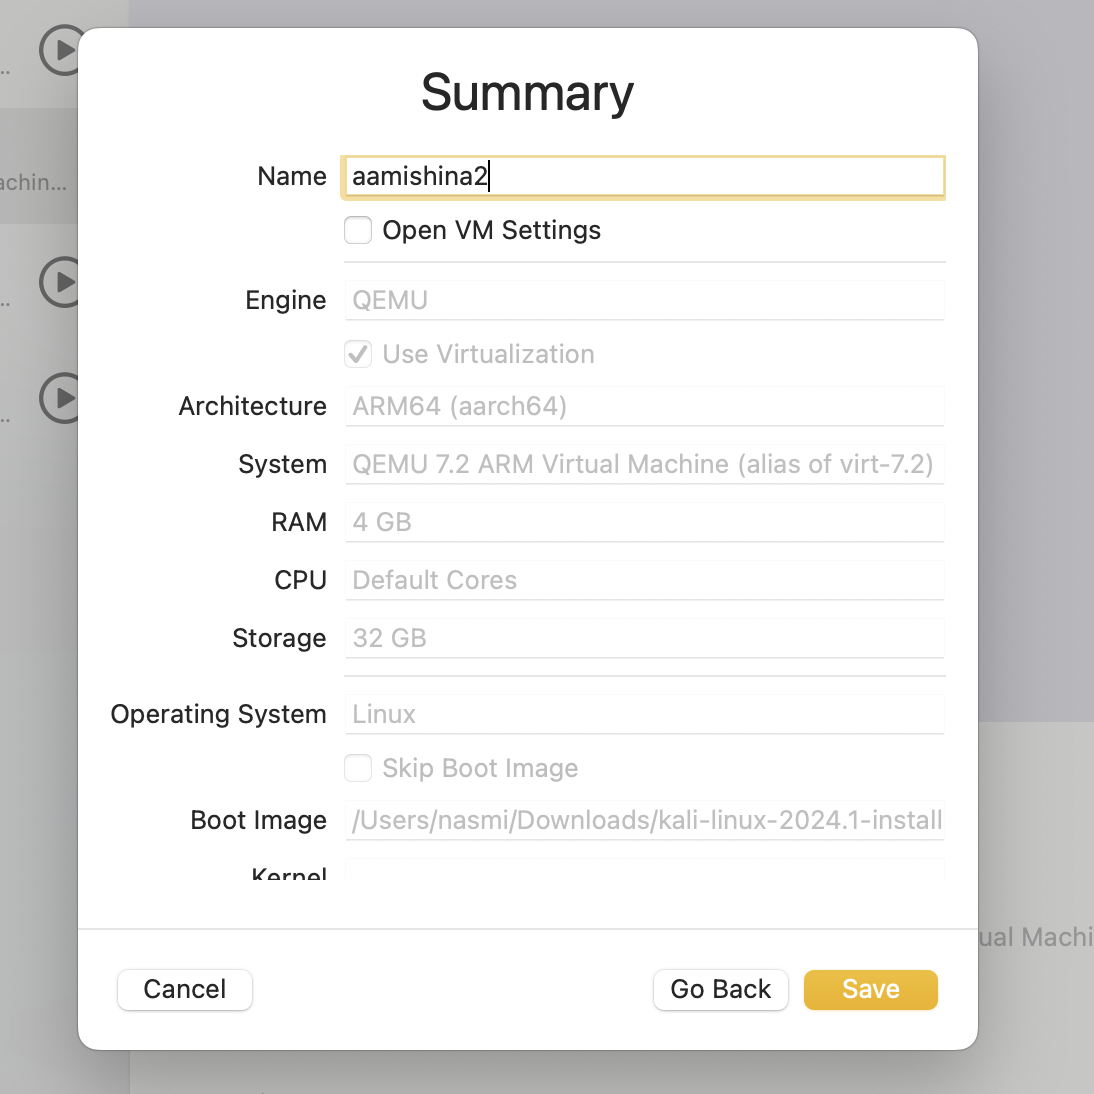 Summary
Name aamishina2
Open VM Settings
achin...
Engine QEMU
Use Virtualization
Architecture ARM64 (aarch64)
System QEMU 7.2 ARM Virtual Machine (alias of virt-7.2)
RAM 4 GB
CPU Default Cores
Storage 32 GB
Operating System Linux
Skip Boot Image
Boot Image /Users/nasmi/Downloads/kali-linux-2024.1-install
Kernel
ual Machi
Cancel Go Back Save